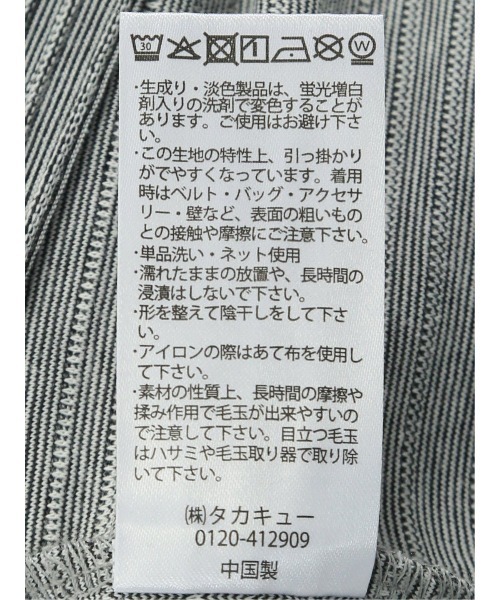 30 W
・生成り・淡色製品は、蛍光増白
剤入りの洗剤で変色することが
あります。ご使用はお避け下さ
い。
・この生地の特性上、引っ掛かり
がでやすくなっています。着用
時はベルト・バッグ・アクセサ
リー・壁など、表面の粗いもの
との接触や摩擦にご注意下さい。
・単品洗い・ネット使用
・濡れたままの放置や、長時間の
浸漬はしないで下さい。
・形を整えて陰干しをして下さ
い。
・アイロンの際はあて布を使用し
て下さい。
・素材の性質上、長時間の摩擦や
揉み作用で毛玉が出来やすいの
で注意して下さい。目立つ毛玉
はハサミや毛玉取り器で取り除
いて下さい。
㈱タカキュー
0120-412909
中国製